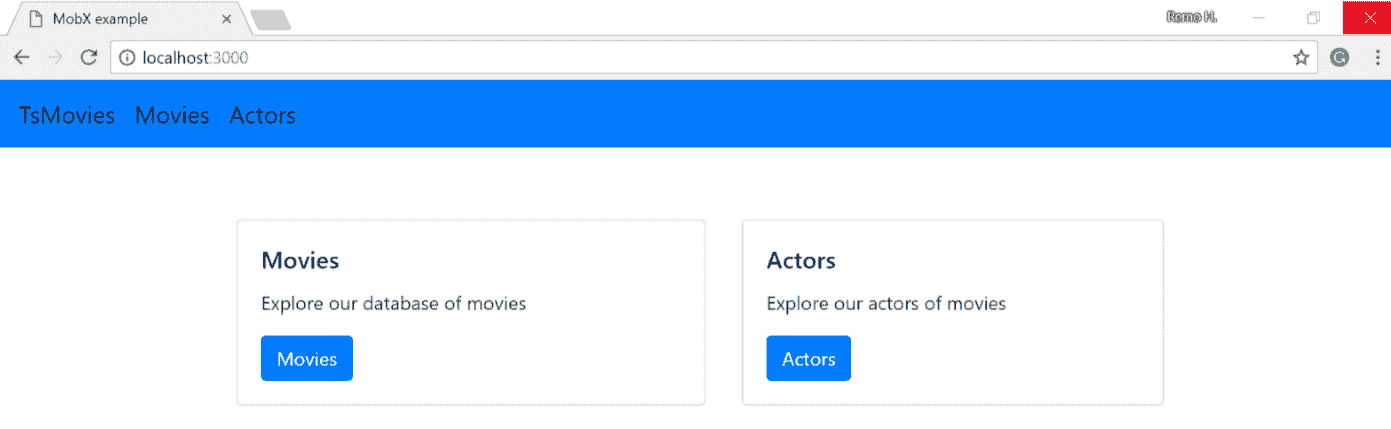 MobX example
Remo H.
localhost:3000
TsMovies Movies Actors
Movies
Explore our database of movies
Movies
Actors
Explore our actors of movies
Actors